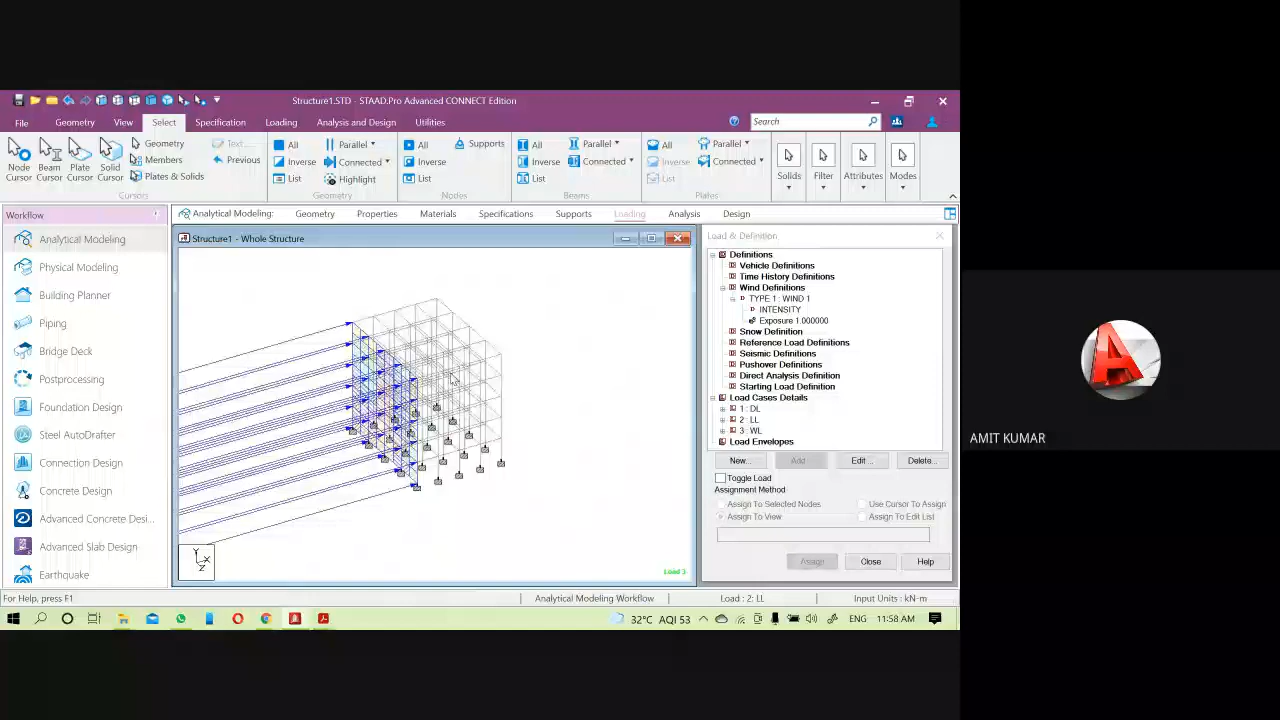 Structure1.STD - STAAD.Pro Advanced CONNECT Edition
File Geometry View Select Specification Loading Analysis and Design Utilities Search
Node Cursor
Beam Cursor
Plate Cursor
Solid Cursor
Geometry
Members
Plates & Solids
Text...
Previous
Cursors
All
Inverse
List
Parallel
Connected
Highlight
Geometry
All
Inverse
List
Supports
Nodes
All
Inverse
List
Parallel
Connected
Beams
All
Inverse
List
Parallel
Connected
Plates
Solids
Filter
Attributes
Modes
Workflow
Analytical Modeling
Physical Modeling
Building Planner
Piping
Bridge Deck
Postprocessing
Foundation Design
Steel AutoDrafter
Connection Design
Concrete Design
Advanced Concrete Desi...
Advanced Slab Design
Earthquake
Analytical Modeling: Geometry Properties Materials Specifications Supports Loading Analysis Design
Structure1 - Whole Structure
Y
X
Z
Load 3
Load & Definition
Definitions
Vehicle Definitions
Time History Definitions
Wind Definitions
TYPE 1 : WIND 1
INTENSITY
Exposure 1.000000
Snow Definition
Reference Load Definitions
Seismic Definitions
Pushover Definitions
Direct Analysis Definition
Starting Load Definition
Load Cases Details
1 : DL
2 : LL
3 : WL
Load Envelopes
New... Add Edit... Delete...
Toggle Load
Assignment Method
Assign To Selected Nodes Use Cursor To Assign
Assign To View Assign To Edit List
Assign Close Help
For Help, press F1 Analytical Modeling Workflow Load : 2: LL Input Units : kN-m
32°C AQI 53 ENG 11:58 AM
AMIT KUMAR